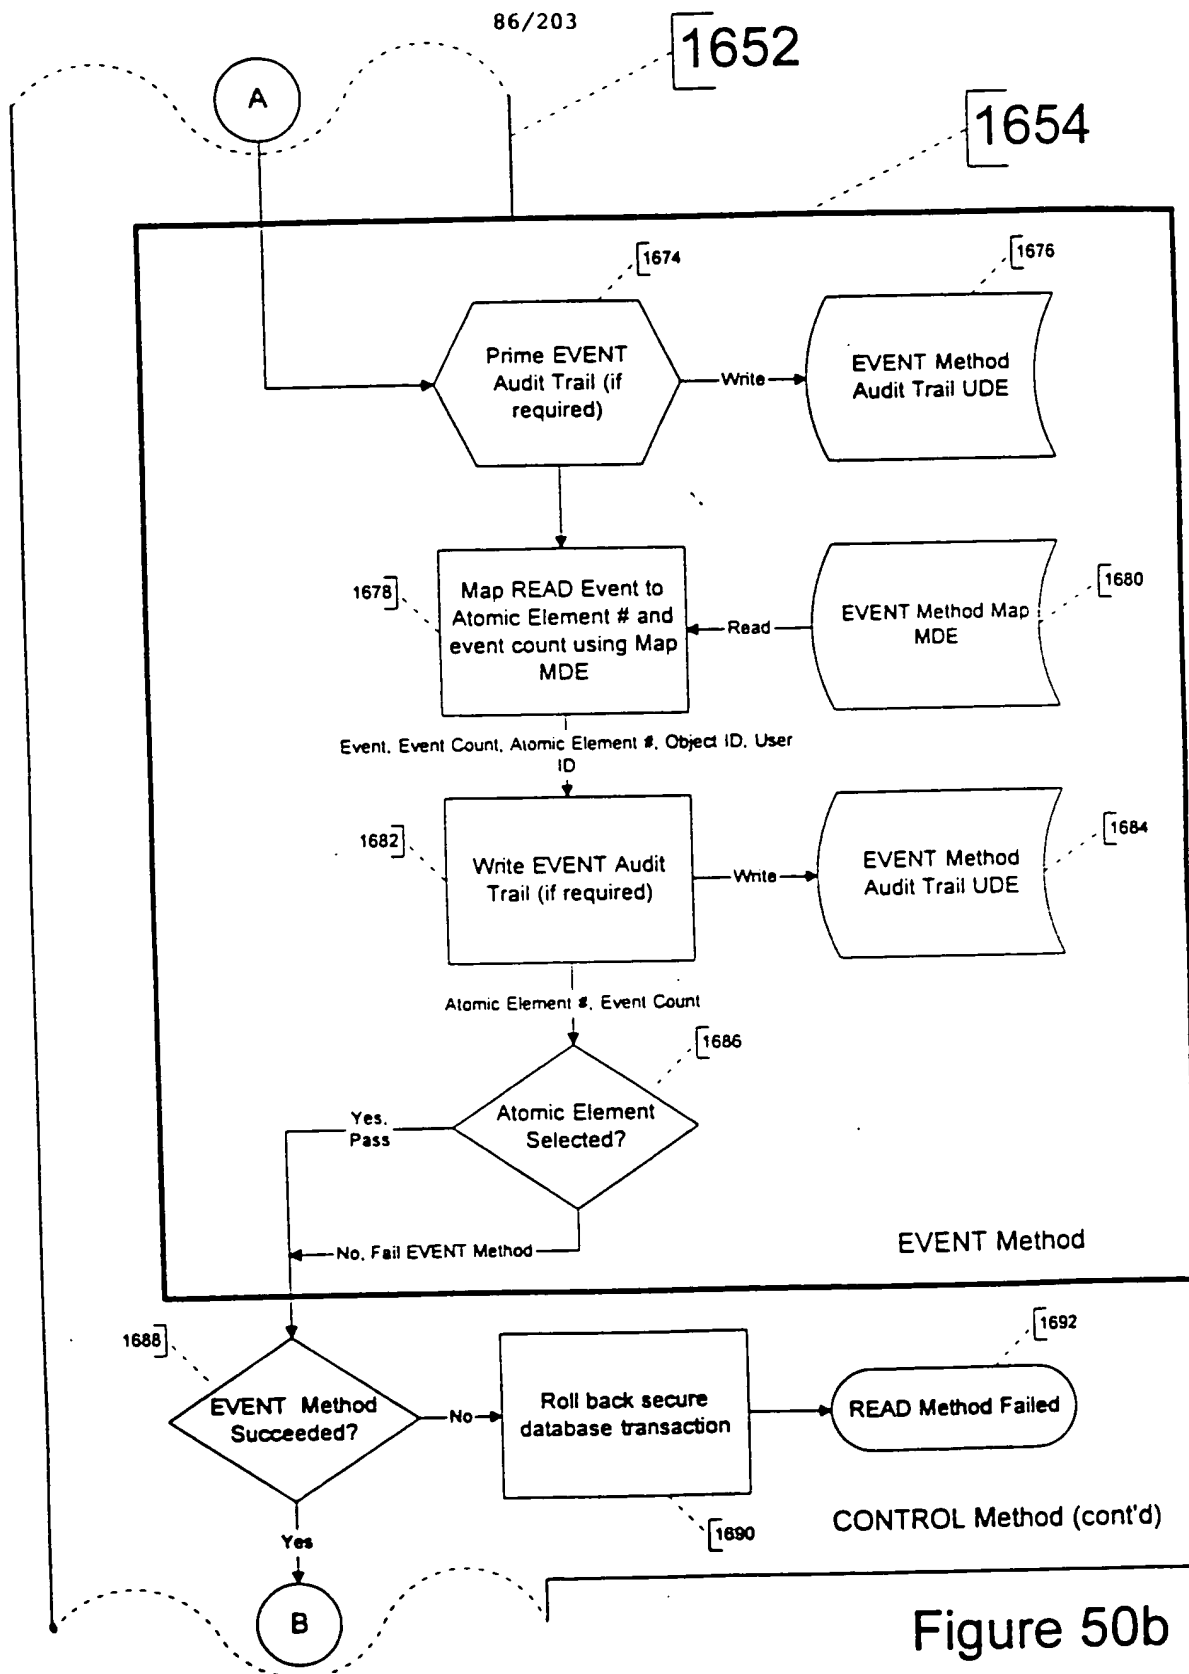 86/203
1652
A
1654
1674
1676
Prime EVENT
Audit Trail (if
required)
Write
EVENT Method
Audit Trail UDE
1678
Map READ Event to
Atomic Element # and
event count using Map
MDE
Read
EVENT Method Map
MDE
1680
Event, Event Count, Atomic Element #, Object ID, User
ID
1682
Write EVENT Audit
Trail (if required)
Write
EVENT Method
Audit Trail UDE
1684
Atomic Element #, Event Count
1686
Yes,
Pass
Atomic Element
Selected?
No, Fail EVENT Method
EVENT Method
1688
EVENT Method
Succeeded?
No
Roll back secure
database transaction
1692
READ Method Failed
1690
CONTROL Method (cont'd)
Yes
B
Figure 50b